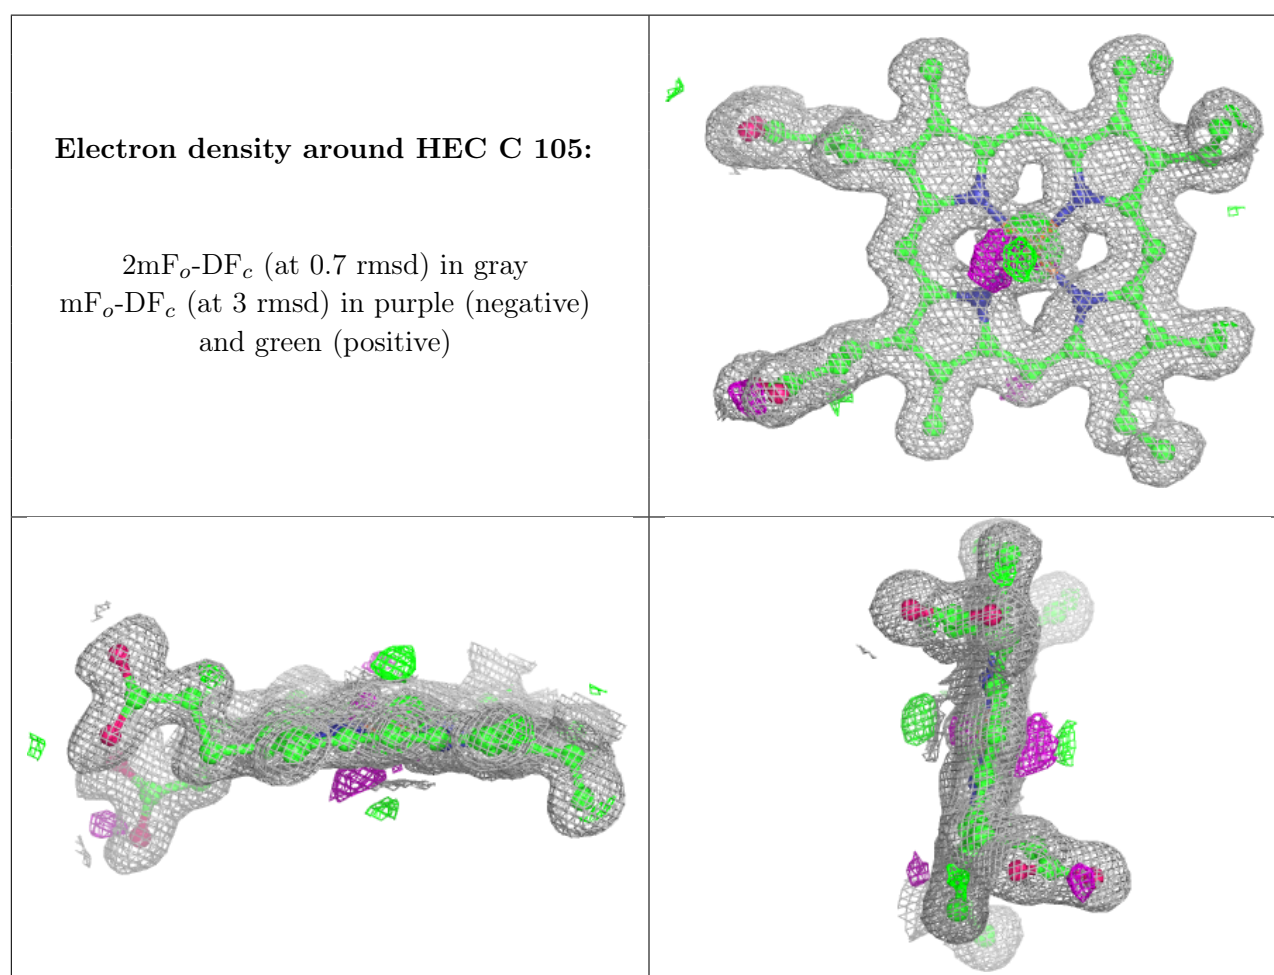 Electron density around HEC C 105:
2mFo-DFc (at 0.7 rmsd) in gray
mFo-DFc (at 3 rmsd) in purple (negative)
and green (positive)